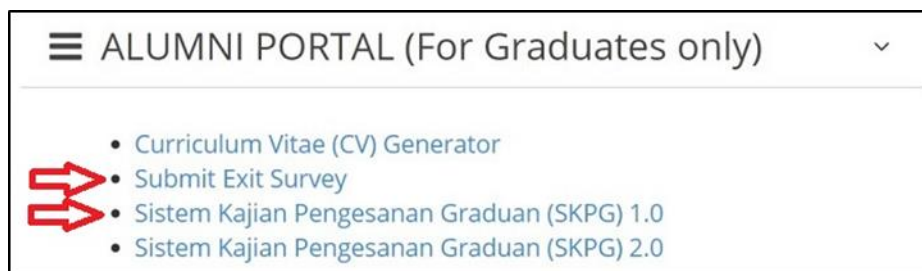 ALUMNI PORTAL (For Graduates only)
Curriculum Vitae (CV) Generator
Submit Exit Survey
Sistem Kajian Pengesanan Graduan (SKPG) 1.0
Sistem Kajian Pengesanan Graduan (SKPG) 2.0